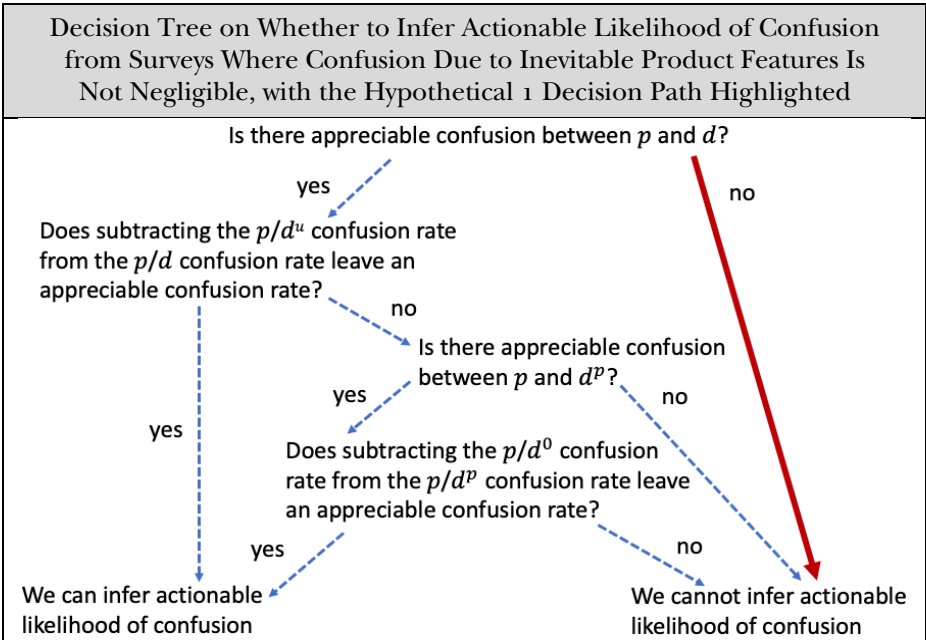 Decision Tree on Whether to Infer Actionable Likelihood of Confusion
from Surveys Where Confusion Due to Inevitable Product Features Is
Not Negligible, with the Hypothetical 1 Decision Path Highlighted
Is there appreciable confusion between p and d?
yes
no
Does subtracting the p/dᵘ confusion rate
from the p/d confusion rate leave an
appreciable confusion rate?
no
Is there appreciable confusion
between p and dᵖ?
yes
no
yes
Does subtracting the p/d⁰ confusion
rate from the p/dᵖ confusion rate leave
an appreciable confusion rate?
yes
no
We can infer actionable
likelihood of confusion
We cannot infer actionable
likelihood of confusion